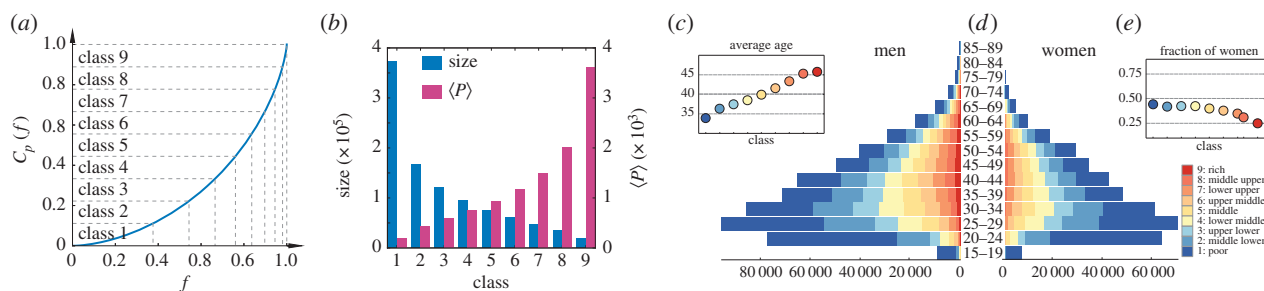 (a)
1.0
0.8
0.6
0.4
0.2
0
C_p (f)
class 9
class 8
class 7
class 6
class 5
class 4
class 3
class 2
class 1
0 0.2 0.4 0.6 0.8 1.0
f
(b)
4
3
2
1
0
size (× 10^5)
size
⟨P⟩
4
3
2
1
0
⟨P⟩ (× 10^3)
1 2 3 4 5 6 7 8 9
class
(c)
average age
45
40
35
class
men
80 000 60 000 40 000 20 000 0
85–89
80–84
75–79
70–74
65–69
60–64
55–59
50–54
45–49
40–44
35–39
30–34
25–29
20–24
15–19
(d)
women
0 20 000 40 000 60 000
(e)
fraction of women
0.75
0.50
0.25
class
9: rich
8: middle upper
7: lower upper
6: upper middle
5: middle
4: lower middle
3: upper lower
2: middle lower
1: poor